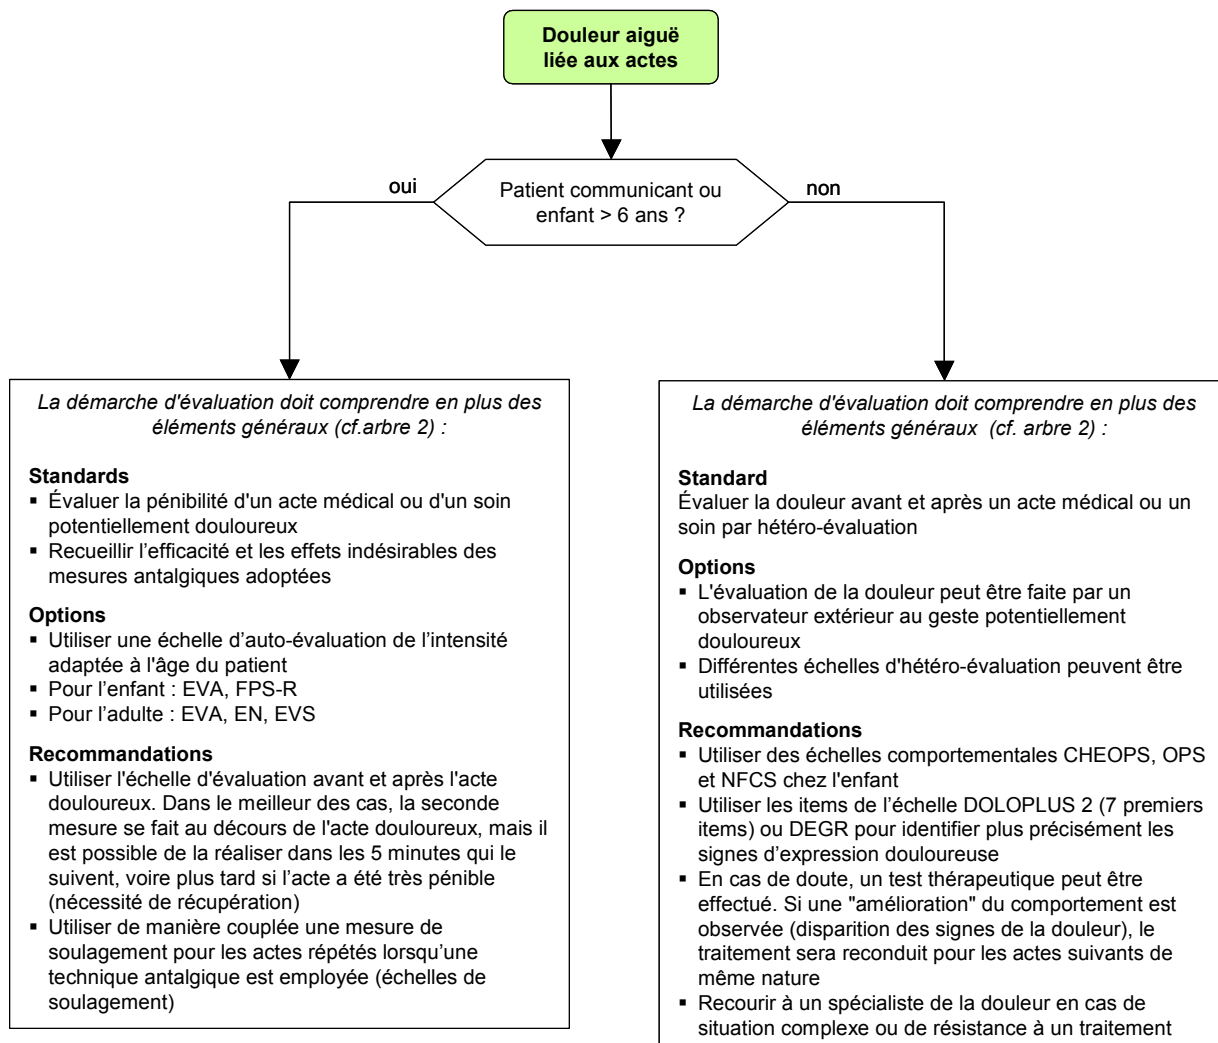 Douleur aiguë
liée aux actes
oui
Patient communicant ou
enfant > 6 ans ?
non
La démarche d'évaluation doit comprendre en plus des
éléments généraux (cf.arbre 2) :
Standards
▪ Évaluer la pénibilité d'un acte médical ou d'un soin
potentiellement douloureux
▪ Recueillir l’efficacité et les effets indésirables des
mesures antalgiques adoptées
Options
▪ Utiliser une échelle d’auto-évaluation de l’intensité
adaptée à l'âge du patient
▪ Pour l’enfant : EVA, FPS-R
▪ Pour l’adulte : EVA, EN, EVS
Recommandations
▪ Utiliser l'échelle d'évaluation avant et après l'acte
douloureux. Dans le meilleur des cas, la seconde
mesure se fait au décours de l'acte douloureux, mais il
est possible de la réaliser dans les 5 minutes qui le
suivent, voire plus tard si l’acte a été très pénible
(nécessité de récupération)
▪ Utiliser de manière couplée une mesure de
soulagement pour les actes répétés lorsqu’une
technique antalgique est employée (échelles de
soulagement)
La démarche d'évaluation doit comprendre en plus des
éléments généraux (cf. arbre 2) :
Standard
Évaluer la douleur avant et après un acte médical ou un
soin par hétéro-évaluation
Options
▪ L'évaluation de la douleur peut être faite par un
observateur extérieur au geste potentiellement
douloureux
▪ Différentes échelles d'hétéro-évaluation peuvent être
utilisées
Recommandations
▪ Utiliser des échelles comportementales CHEOPS, OPS
et NFCS chez l'enfant
▪ Utiliser les items de l’échelle DOLOPLUS 2 (7 premiers
items) ou DEGR pour identifier plus précisément les
signes d’expression douloureuse
▪ En cas de doute, un test thérapeutique peut être
effectué. Si une "amélioration" du comportement est
observée (disparition des signes de la douleur), le
traitement sera reconduit pour les actes suivants de
même nature
▪ Recourir à un spécialiste de la douleur en cas de
situation complexe ou de résistance à un traitement